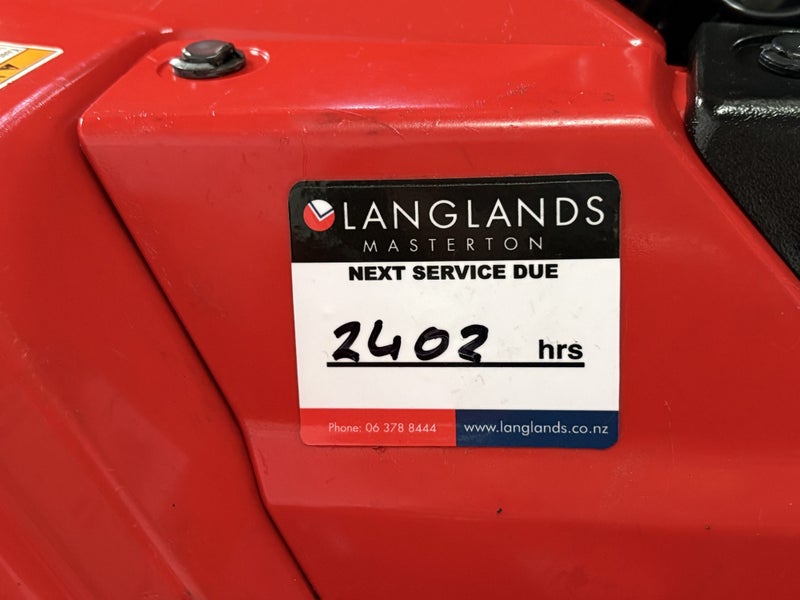 LANGLANDS
MASTERTON
NEXT SERVICE DUE
2402 hrs
Phone: 06 378 8444 www.langlands.co.nz